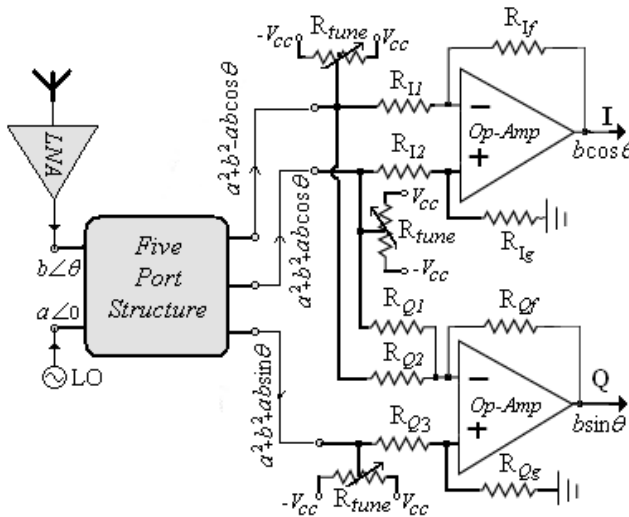 -Vcc Rtune Vcc
RIf
LNA
a²+b²-abcosθ
RI1
Op-Amp
I
bcosθ
RI2
a²+b²+abcosθ
Vcc
Rtune
-Vcc
RIg
b∠θ
a∠0
Five
Port
Structure
LO
RQ1
RQf
RQ2
Op-Amp
Q
bsinθ
a²+b²+absinθ
RQ3
RQg
-Vcc Rtune Vcc